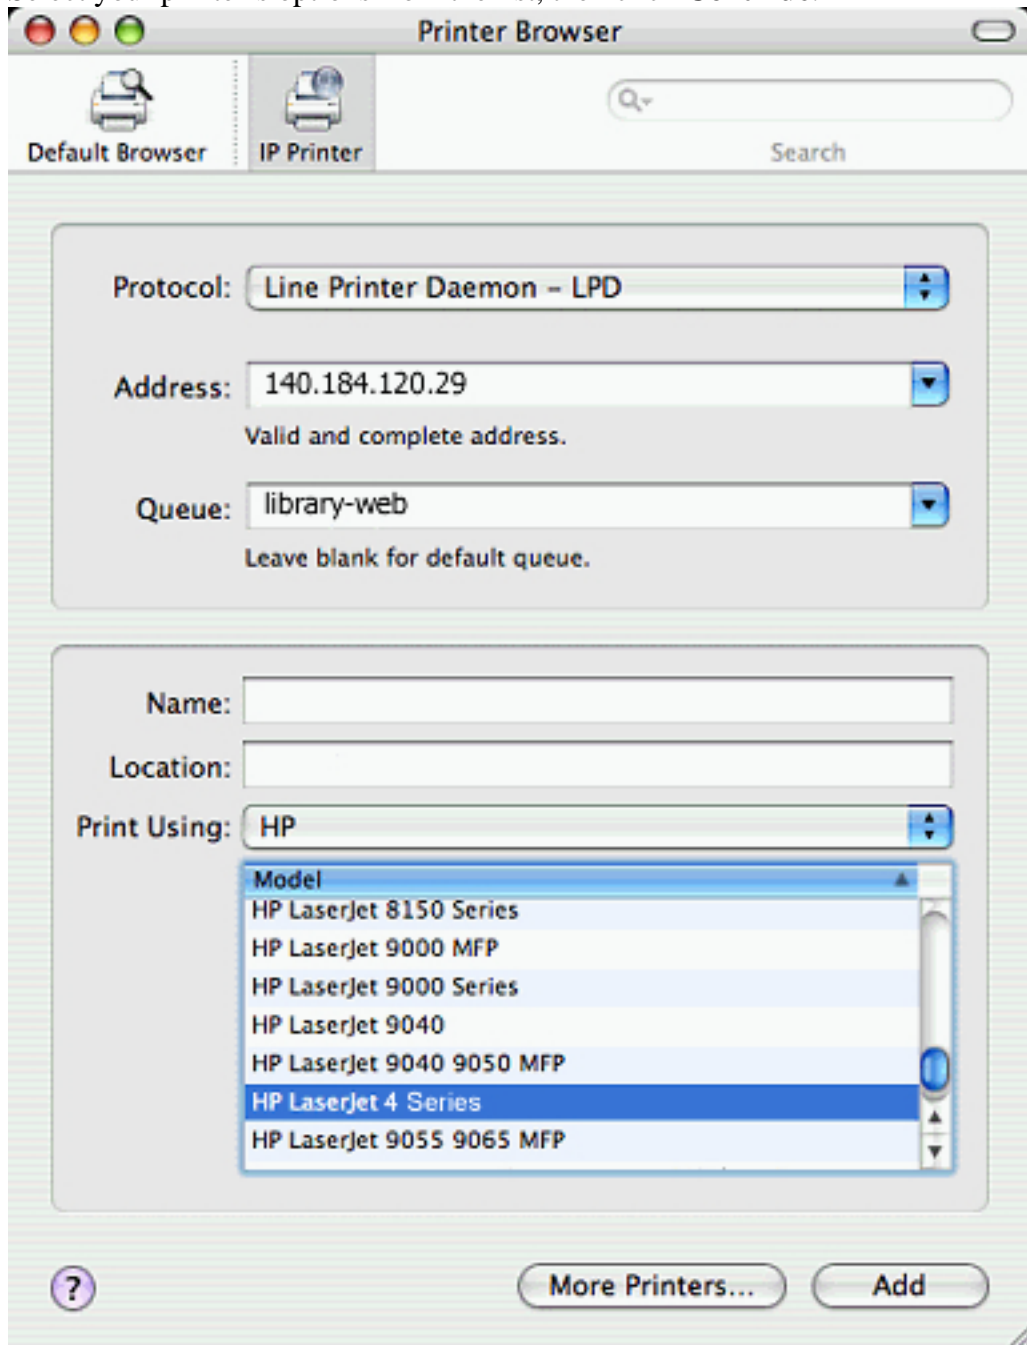 Printer Browser
Default Browser
IP Printer
Search
Protocol: Line Printer Daemon – LPD
Address: 140.184.120.29
Valid and complete address.
Queue: library-web
Leave blank for default queue.
Name:
Location:
Print Using: HP
Model
HP LaserJet 8150 Series
HP LaserJet 9000 MFP
HP LaserJet 9000 Series
HP LaserJet 9040
HP LaserJet 9040 9050 MFP
HP LaserJet 4 Series
HP LaserJet 9055 9065 MFP
?
More Printers...
Add